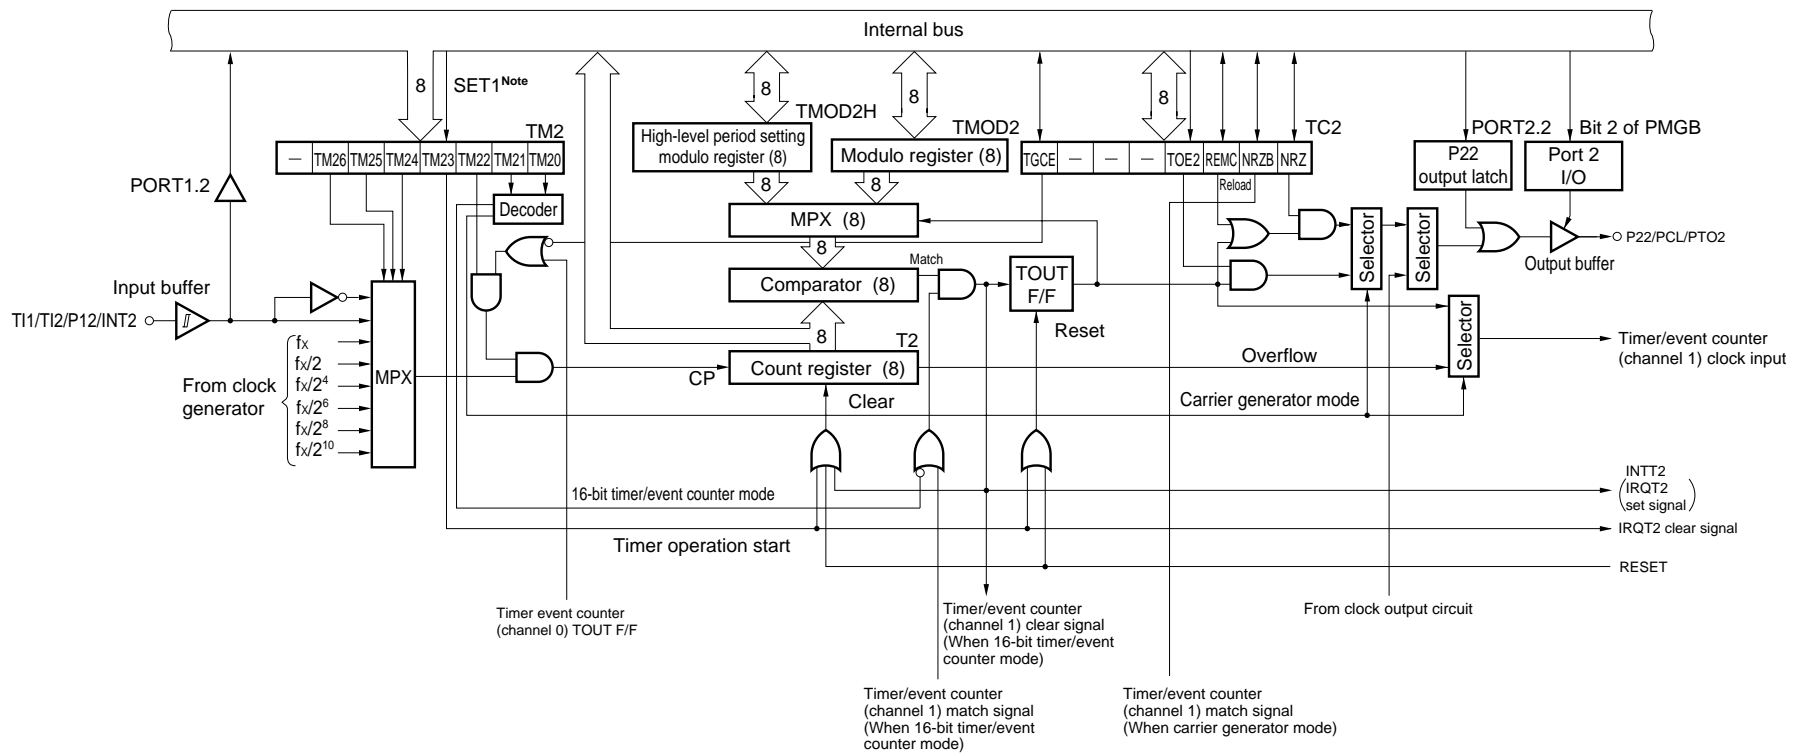 Internal bus
8
SET1Note
8
8
8
TMOD2H
TM2
TMOD2
TC2
PORT2.2
Bit 2 of PMGB
— TM26 TM25 TM24 TM23 TM22 TM21 TM20
High-level period setting
modulo register (8)
Modulo register (8)
TGCE — — — TOE2 REMC NRZB NRZ
P22
output latch
Port 2
I/O
PORT1.2
Decoder
8
8
Reload
MPX (8)
8
Match
Comparator (8)
TOUT
F/F
Selector
Selector
P22/PCL/PTO2
Output buffer
Input buffer
TI1/TI2/P12/INT2
Reset
8
T2
Count register (8)
CP
Clear
Overflow
Selector
Timer/event counter
(channel 1) clock input
From clock
generator
fX
fX/2
fX/2⁴
fX/2⁶
fX/2⁸
fX/2¹⁰
MPX
Carrier generator mode
16-bit timer/event counter mode
INTT2
(IRQT2
set signal)
Timer operation start
IRQT2 clear signal
RESET
Timer event counter
(channel 0) TOUT F/F
Timer/event counter
(channel 1) clear signal
(When 16-bit timer/event
counter mode)
From clock output circuit
Timer/event counter
(channel 1) match signal
(When 16-bit timer/event
counter mode)
Timer/event counter
(channel 1) match signal
(When carrier generator mode)